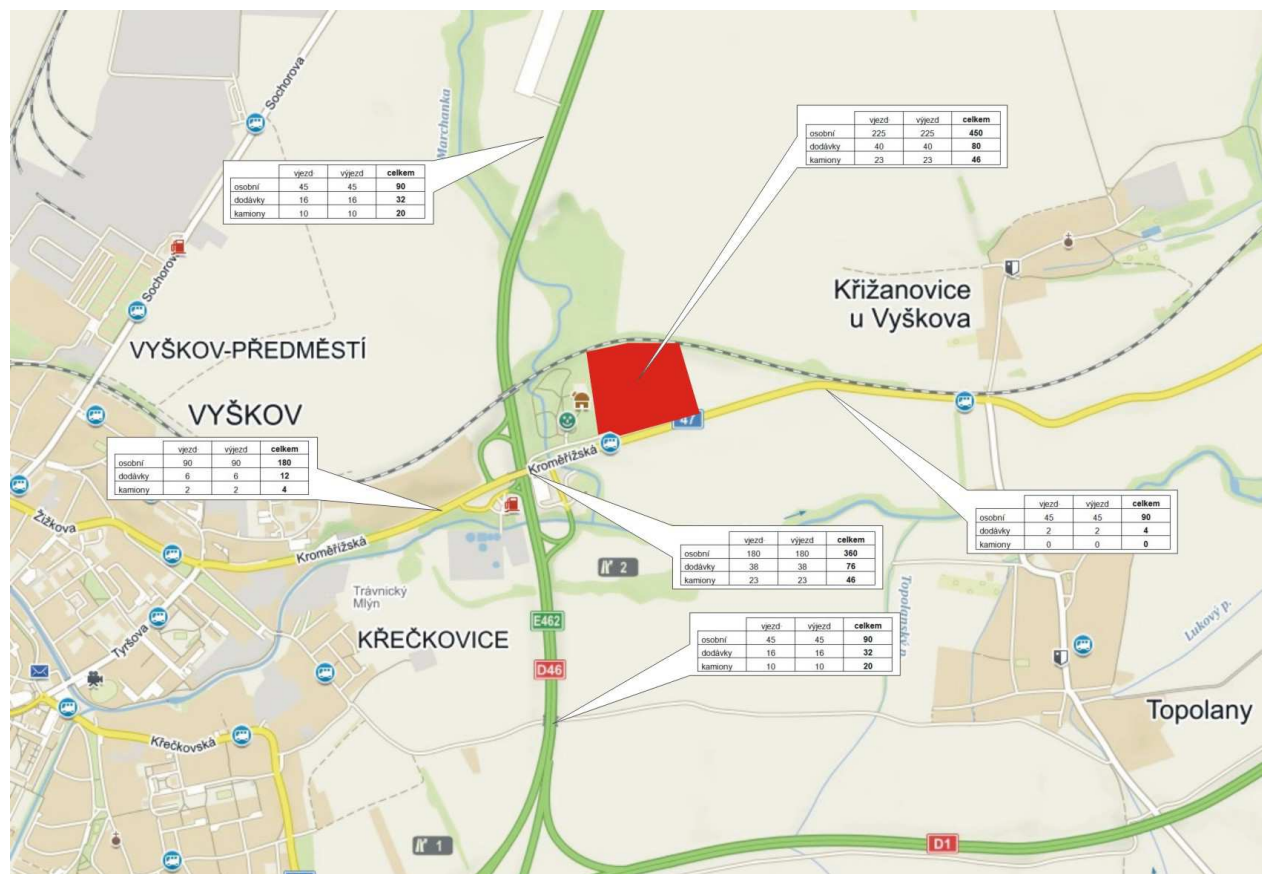 Sochorova
Marchanka
vjezd výjezd celkem
osobní 225 225 450
dodávky 40 40 80
kamiony 23 23 46
vjezd výjezd celkem
osobní 45 45 90
dodávky 16 16 32
kamiony 10 10 20
Sochorova
Křižanovice
u Vyškova
VYŠKOV-PŘEDMĚSTÍ
VYŠKOV
47
Kroměřížská
vjezd výjezd celkem
osobní 90 90 180
dodávky 6 6 12
kamiony 2 2 4
vjezd výjezd celkem
osobní 45 45 90
dodávky 2 2 4
kamiony 0 0 0
Žižkova
Kroměřížská
vjezd výjezd celkem
osobní 180 180 360
dodávky 38 38 76
kamiony 23 23 46
2
Trávnický
Mlýn
Topolanský p.
Lukový p.
E462
Tyršova
KŘEČKOVICE
vjezd výjezd celkem
osobní 45 45 90
dodávky 16 16 32
kamiony 10 10 20
D46
Topolany
Křečkovská
1
D1